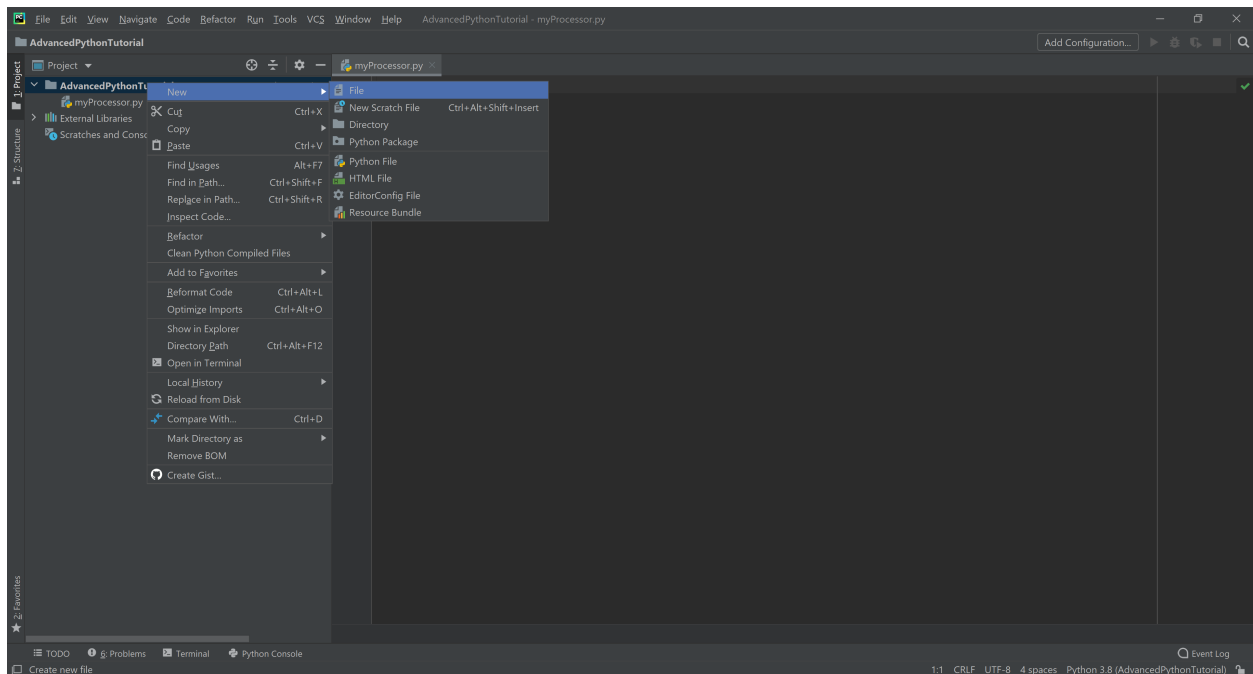 PC File Edit View Navigate Code Refactor Run Tools VCS Window Help AdvancedPythonTutorial - myProcessor.py
AdvancedPythonTutorial Add Configuration...
1: Project
Project
myProcessor.py
AdvancedPythonTu
myProcessor.py
External Libraries
Scratches and Conso
Z: Structure
New
Cut Ctrl+X
Copy
Paste Ctrl+V
Find Usages Alt+F7
Find in Path... Ctrl+Shift+F
Replace in Path... Ctrl+Shift+R
Inspect Code...
Refactor
Clean Python Compiled Files
Add to Favorites
Reformat Code Ctrl+Alt+L
Optimize Imports Ctrl+Alt+O
Show in Explorer
Directory Path Ctrl+Alt+F12
Open in Terminal
Local History
Reload from Disk
Compare With... Ctrl+D
Mark Directory as
Remove BOM
Create Gist...
File
New Scratch File Ctrl+Alt+Shift+Insert
Directory
Python Package
Python File
HTML File
EditorConfig File
Resource Bundle
2: Favorites
TODO 6: Problems Terminal Python Console Event Log
Create new file 1:1 CRLF UTF-8 4 spaces Python 3.8 (AdvancedPythonTutorial)